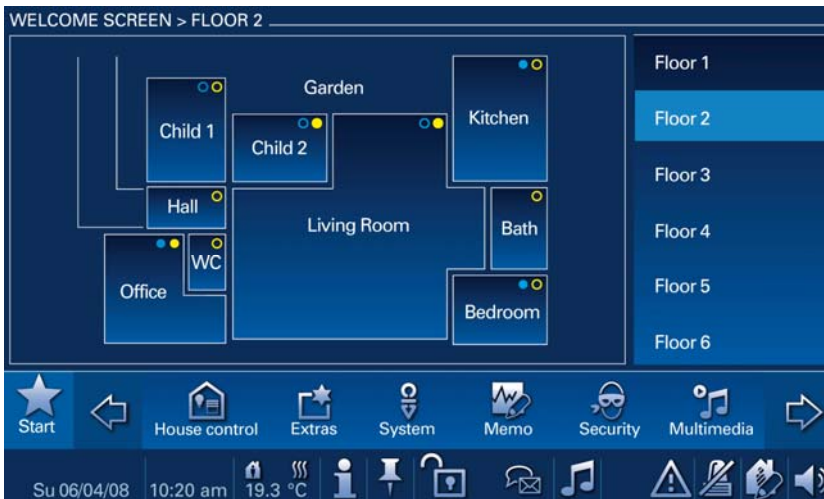 WELCOME SCREEN > FLOOR 2
Garden
Child 1
Child 2
Kitchen
Hall
Living Room
Bath
WC
Office
Bedroom
Floor 1
Floor 2
Floor 3
Floor 4
Floor 5
Floor 6
Start
House control
Extras
System
Memo
Security
Multimedia
Su 06/04/08
10:20 am
19.3 °C